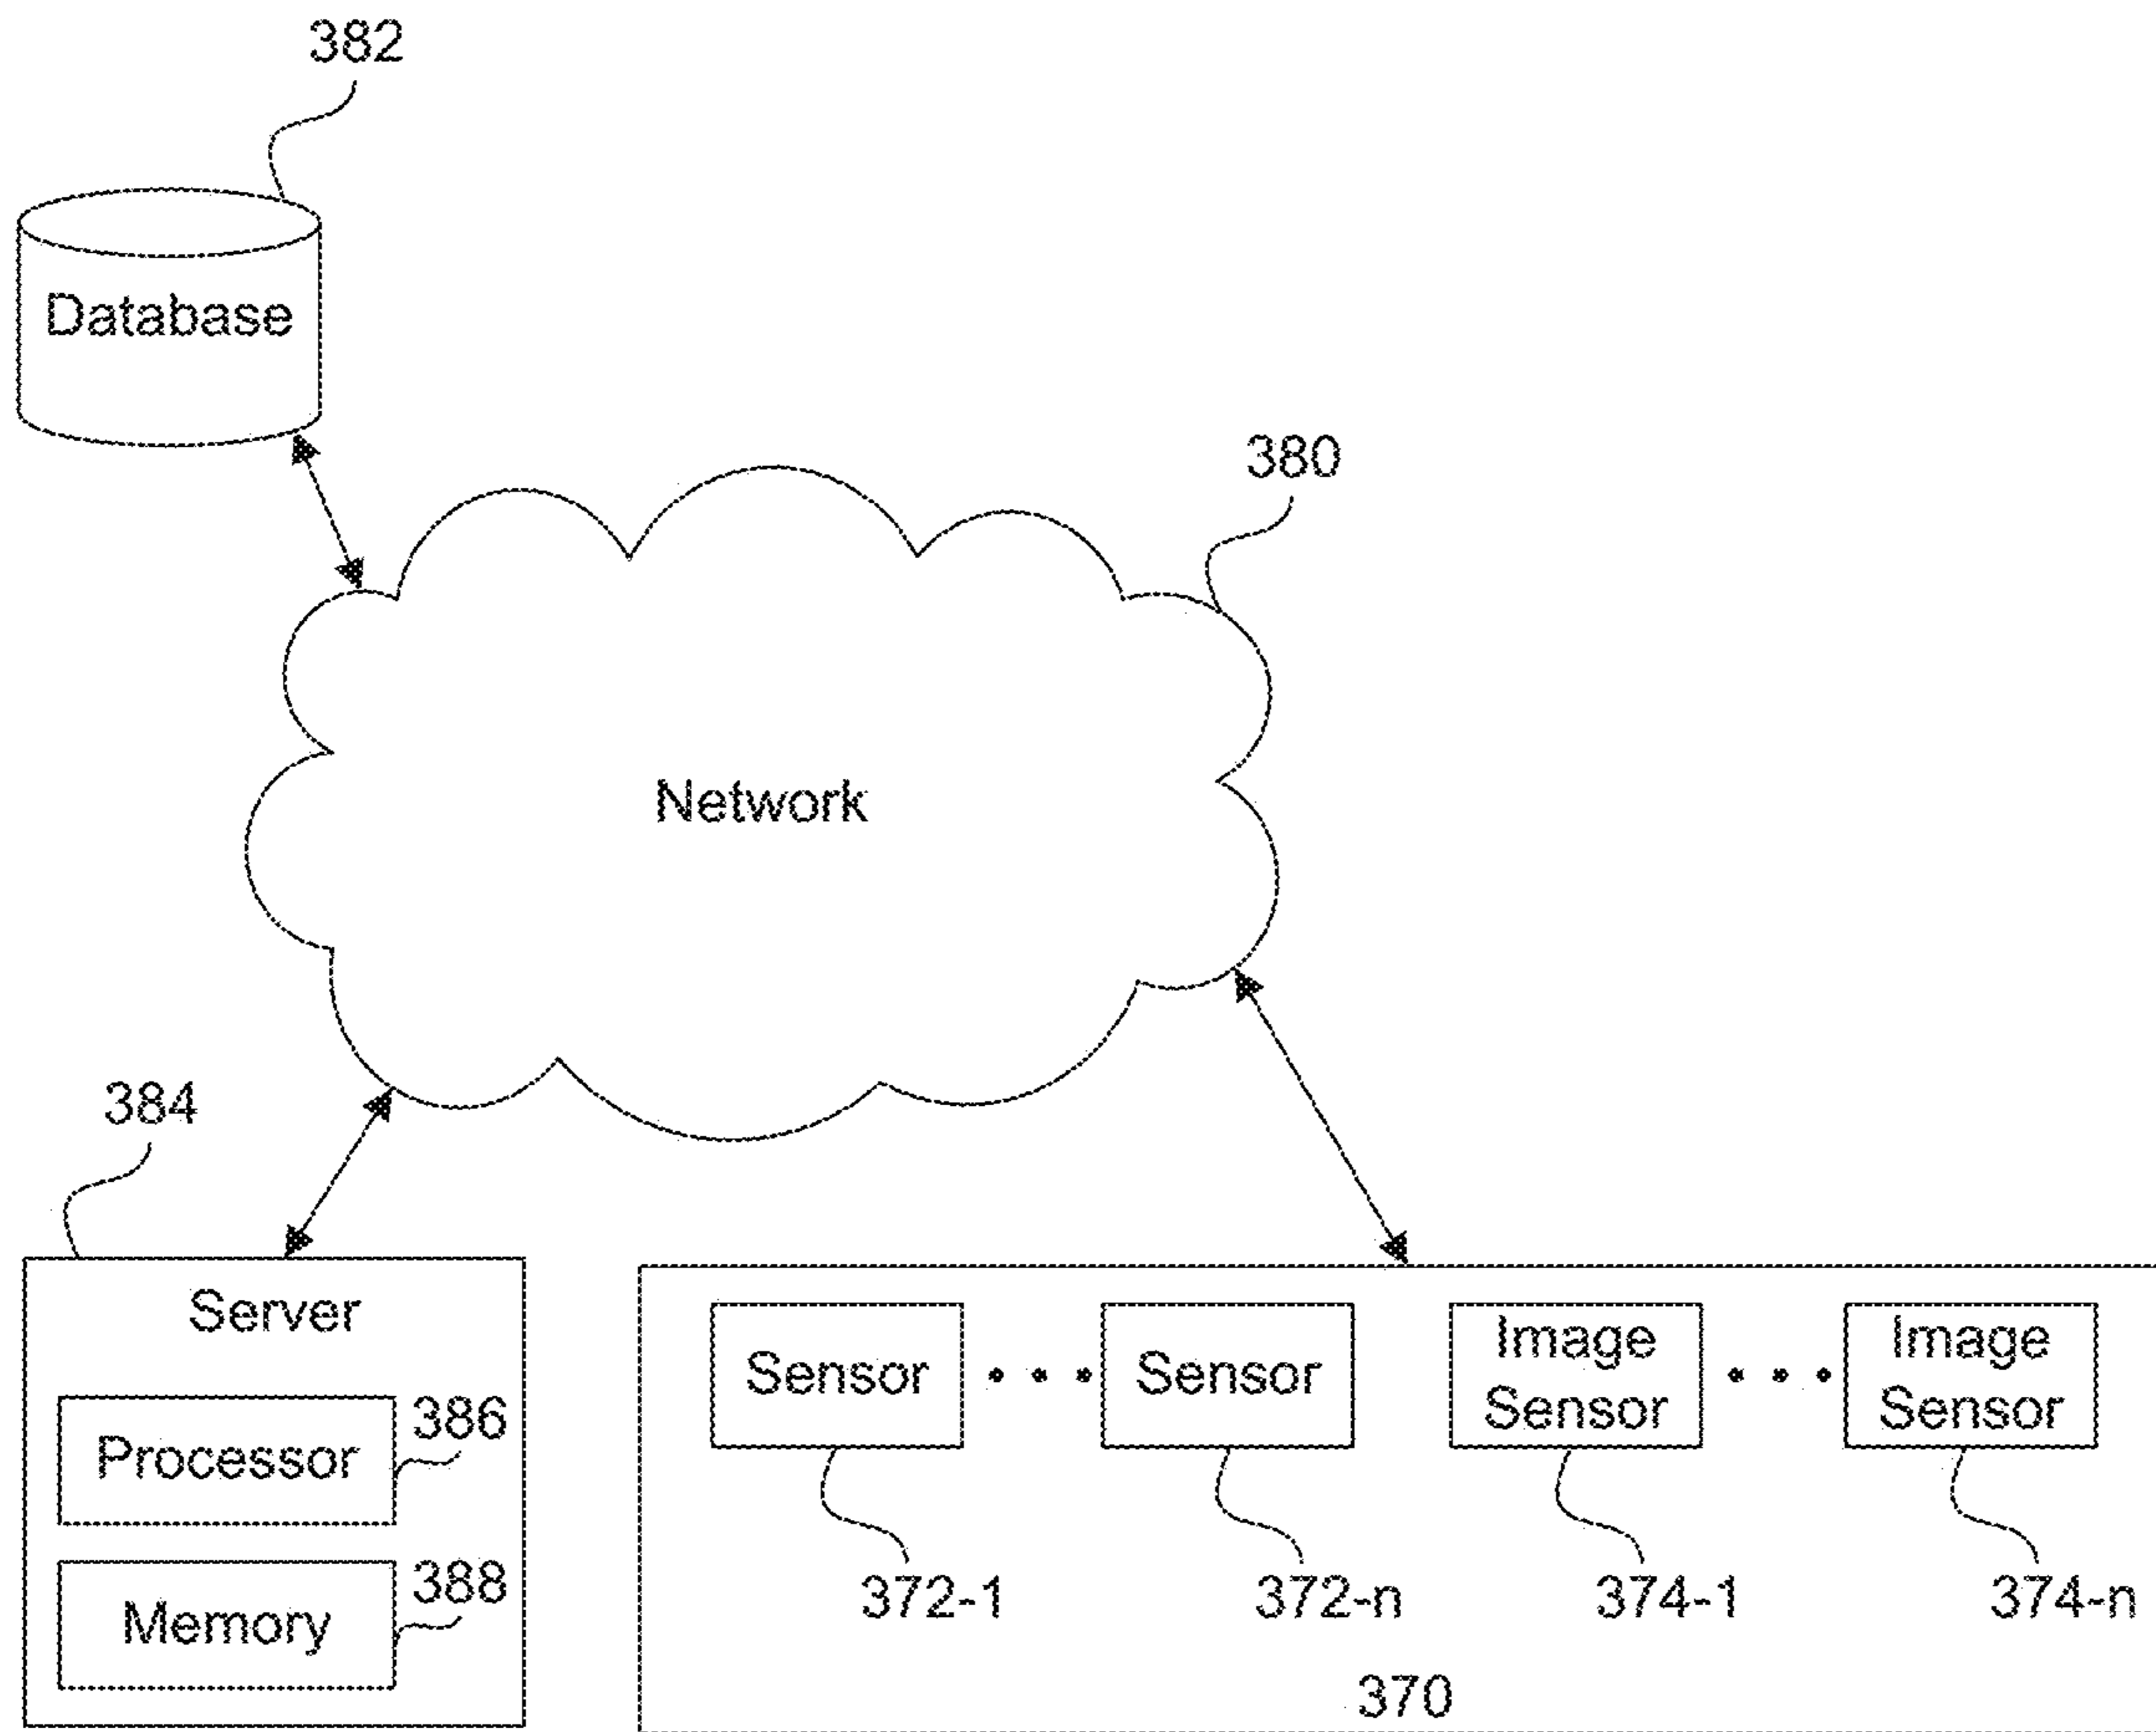 382
Database
380
Network
384
Server
Processor
386
Memory
388
Sensor
Sensor
Image
Sensor
Image
Sensor
372-1
372-n
374-1
374-n
370